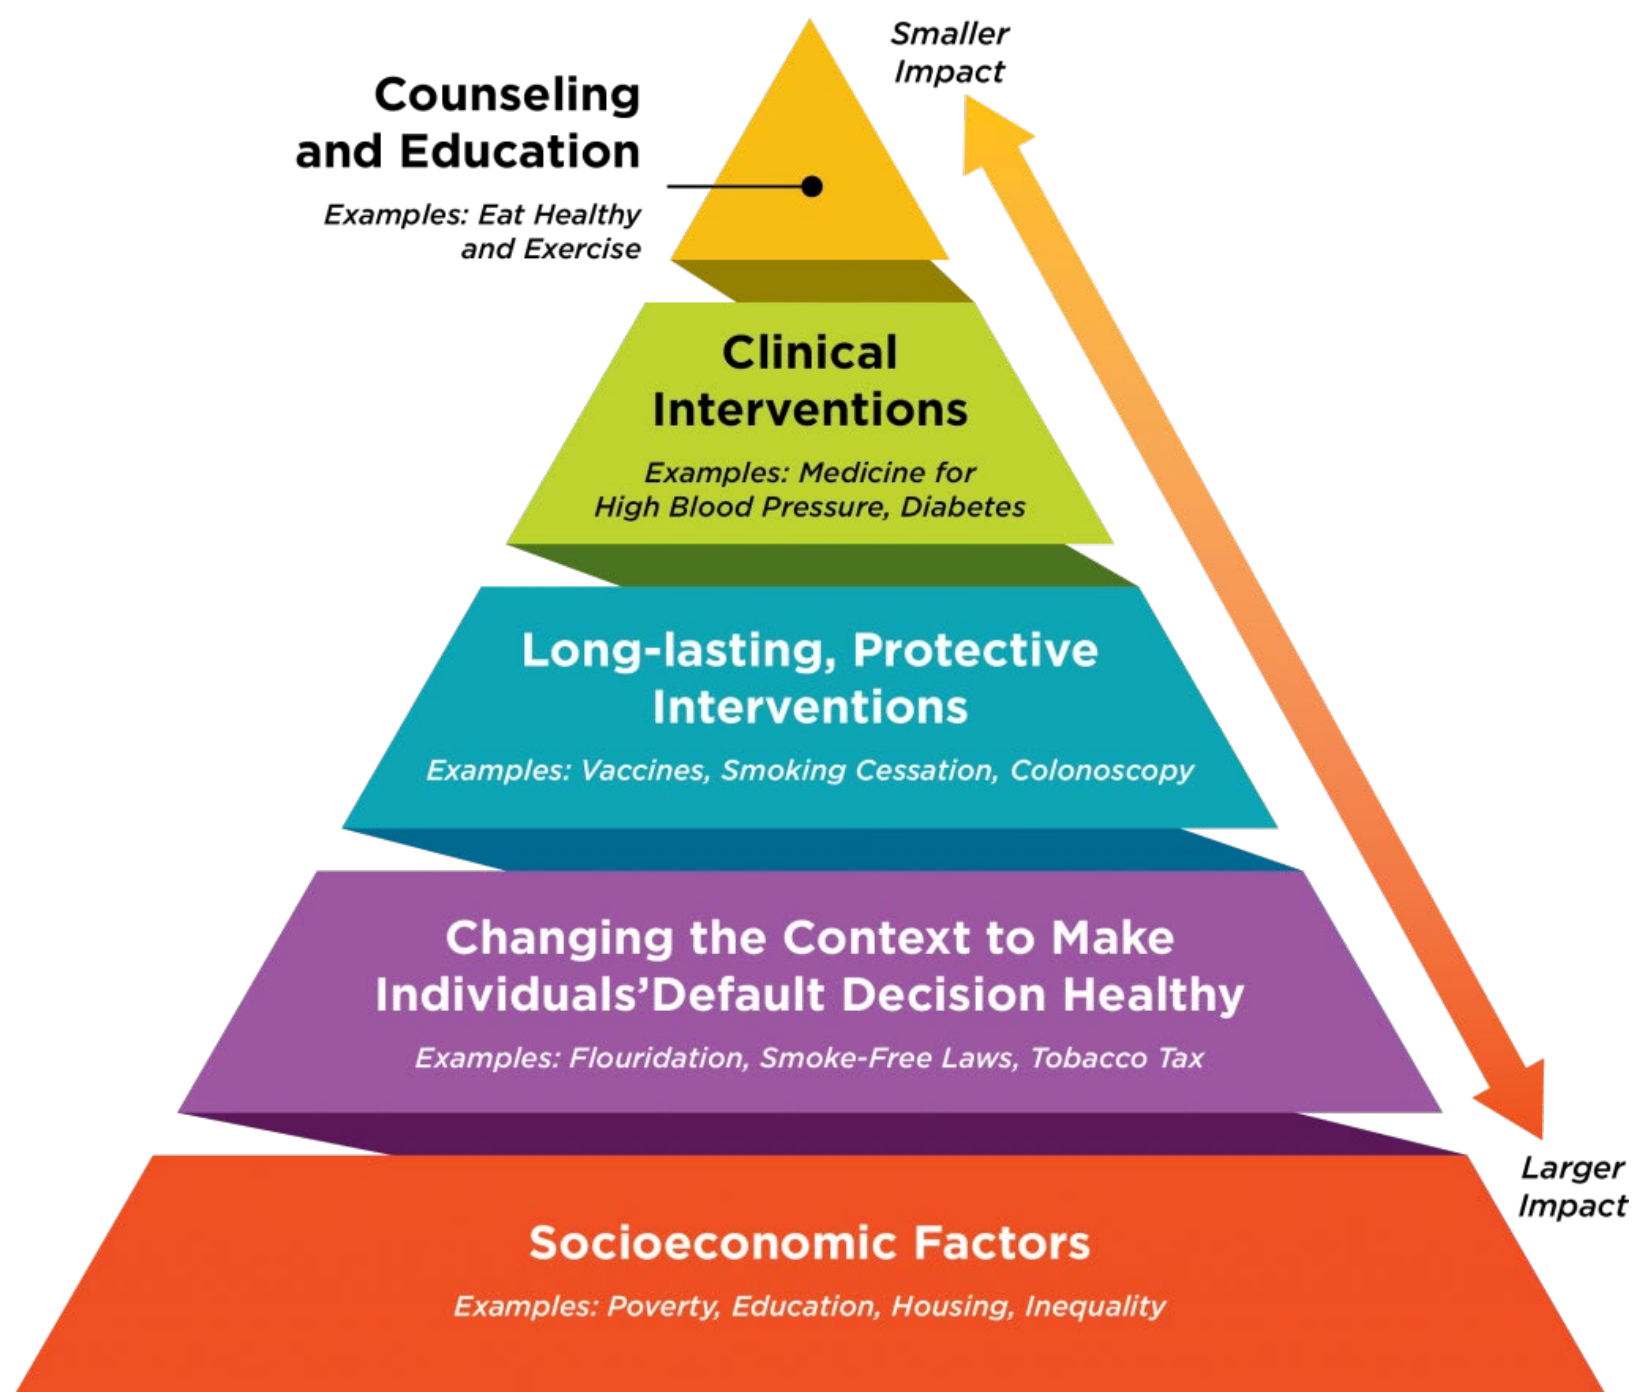 Smaller
Impact
Counseling
and Education
Examples: Eat Healthy
and Exercise
Clinical
Interventions
Examples: Medicine for
High Blood Pressure, Diabetes
Long-lasting, Protective
Interventions
Examples: Vaccines, Smoking Cessation, Colonoscopy
Changing the Context to Make
Individuals’Default Decision Healthy
Examples: Flouridation, Smoke-Free Laws, Tobacco Tax
Larger
Impact
Socioeconomic Factors
Examples: Poverty, Education, Housing, Inequality